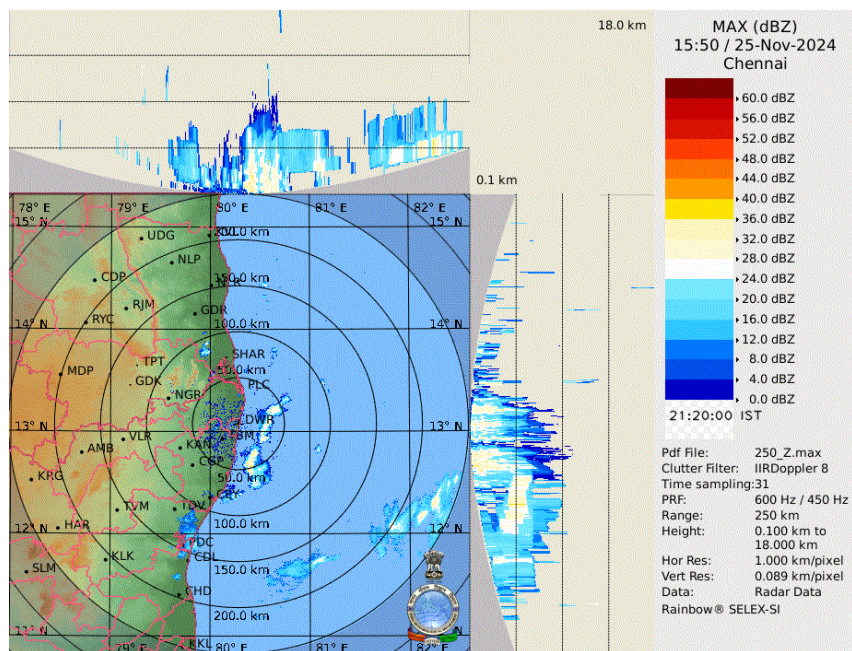 18.0 km
MAX (dBZ)
15:50 / 25-Nov-2024
Chennai
60.0 dBZ
56.0 dBZ
52.0 dBZ
48.0 dBZ
44.0 dBZ
40.0 dBZ
36.0 dBZ
32.0 dBZ
28.0 dBZ
24.0 dBZ
20.0 dBZ
16.0 dBZ
12.0 dBZ
8.0 dBZ
4.0 dBZ
0.0 dBZ
21:20:00 IST
0.1 km
78° E 79° E 80° E 81° E 82° E
15° N 15° N
UDG
NLP
CDP
150.0 km
RJM
GDR
RYC
100.0 km
14° N 14° N
SHAR
TPT
MDP
50.0 km
GDK
PLC
NGR
DWR
13° N 13° N
VLR
KAN
AMB
CGP
KRG
50.0 km
TVM
HAR
100.0 km
12° N 12° N
PDC
KLK
CDL
SLM
150.0 km
CHD
200.0 km
11° N 11° N
KKL
79° E 80° E 81° E 82° E
Pdf File: 250_Z.max
Clutter Filter: IIRDoppler 8
Time sampling:31
PRF: 600 Hz / 450 Hz
Range: 250 km
Height: 0.100 km to
18.000 km
Hor Res: 1.000 km/pixel
Vert Res: 0.089 km/pixel
Data: Radar Data
Rainbow® SELEX-SI